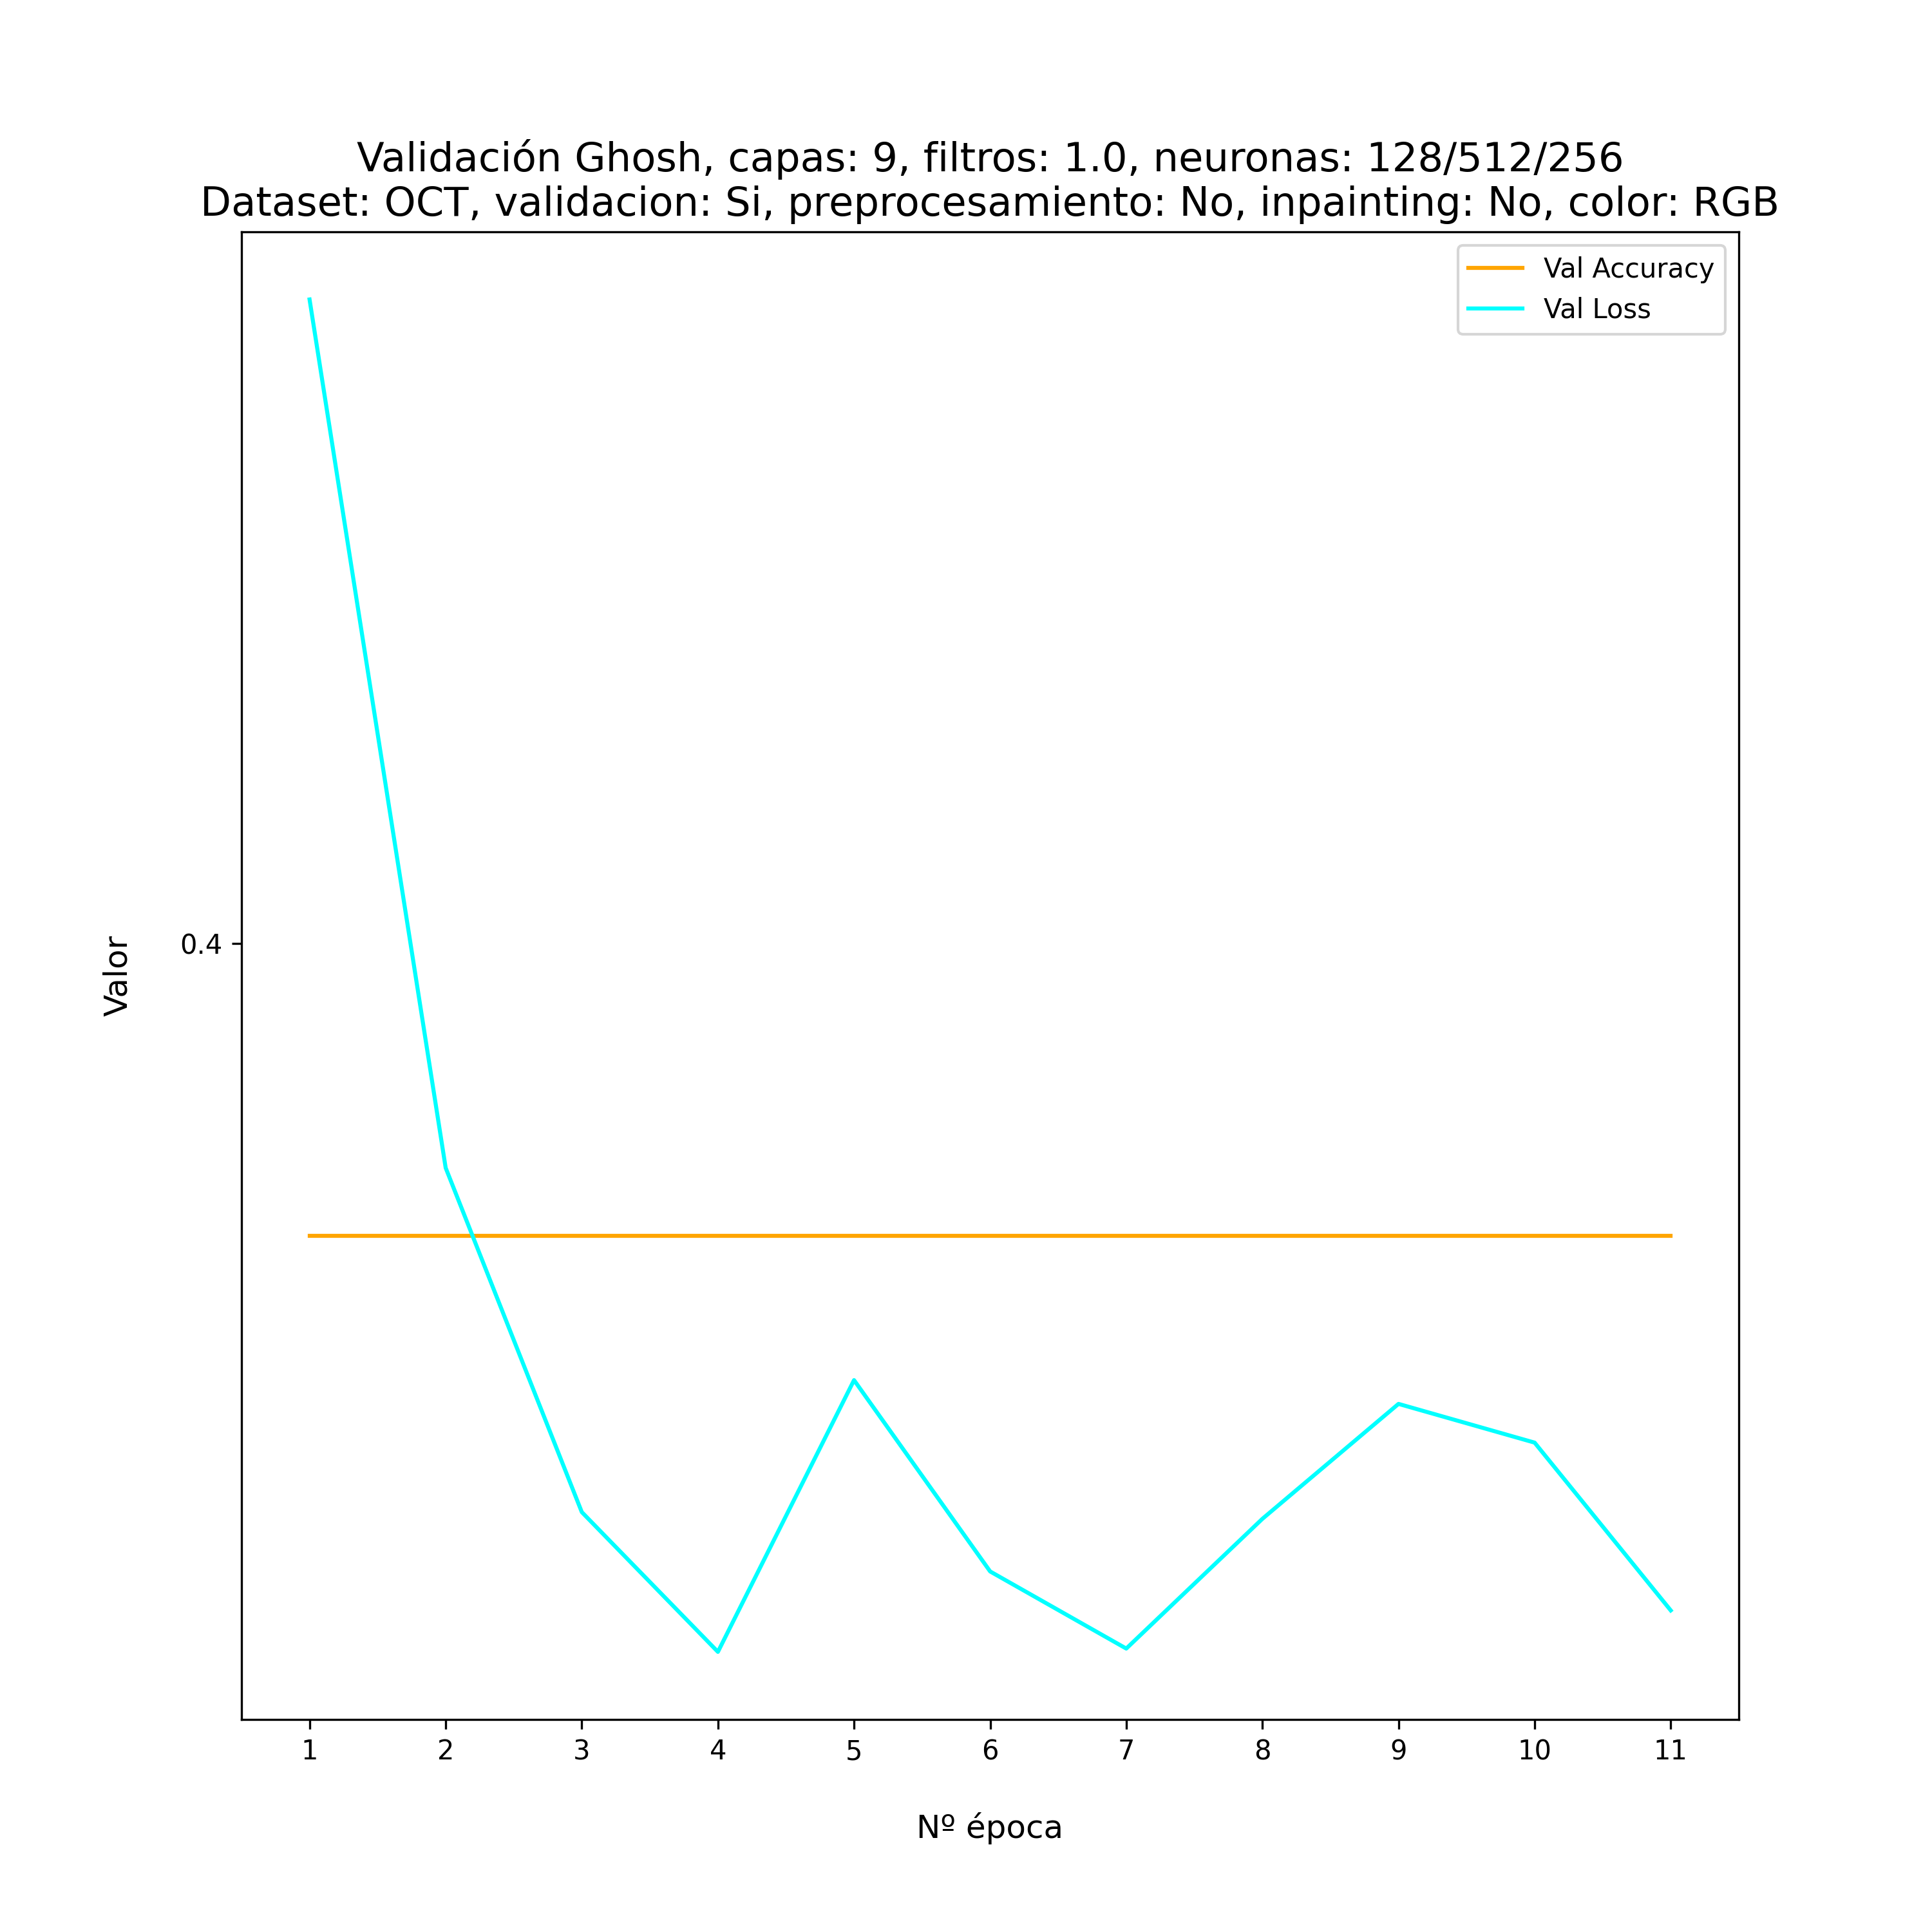 Validación Ghosh, capas: 9, filtros: 1.0, neuronas: 128/512/256
Dataset: OCT, validacion: Si, preprocesamiento: No, inpainting: No, color: RGB
Val Accuracy
Val Loss
Valor
0.4
1 2 3 4 5 6 7 8 9 10 11
Nº época